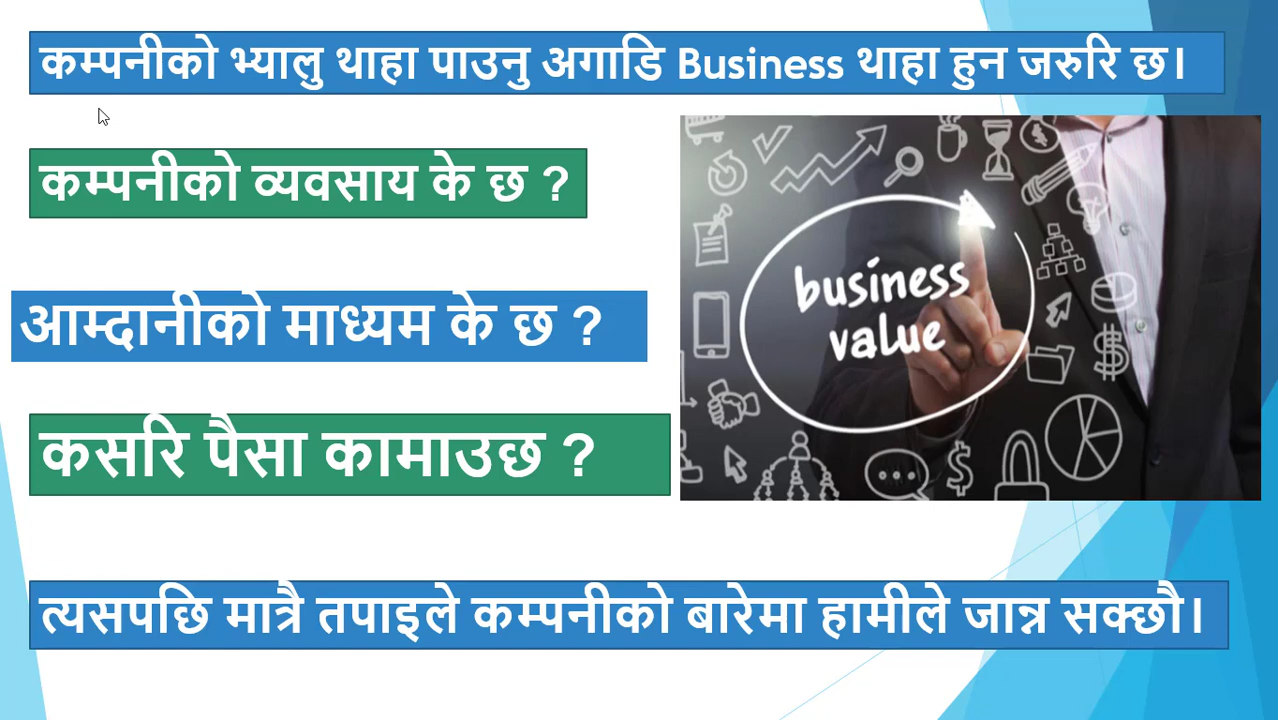 कम्पनीको भ्यालु थाहा पाउनु अगाडि Business थाहा हुन जरुरि छ।
कम्पनीको व्यवसाय के छ ?
आम्दानीको माध्यम के छ ?
कसरि पैसा कामाउछ ?
business
value
त्यसपछि मात्रै तपाइले कम्पनीको बारेमा हामीले जान्न सक्छौ।